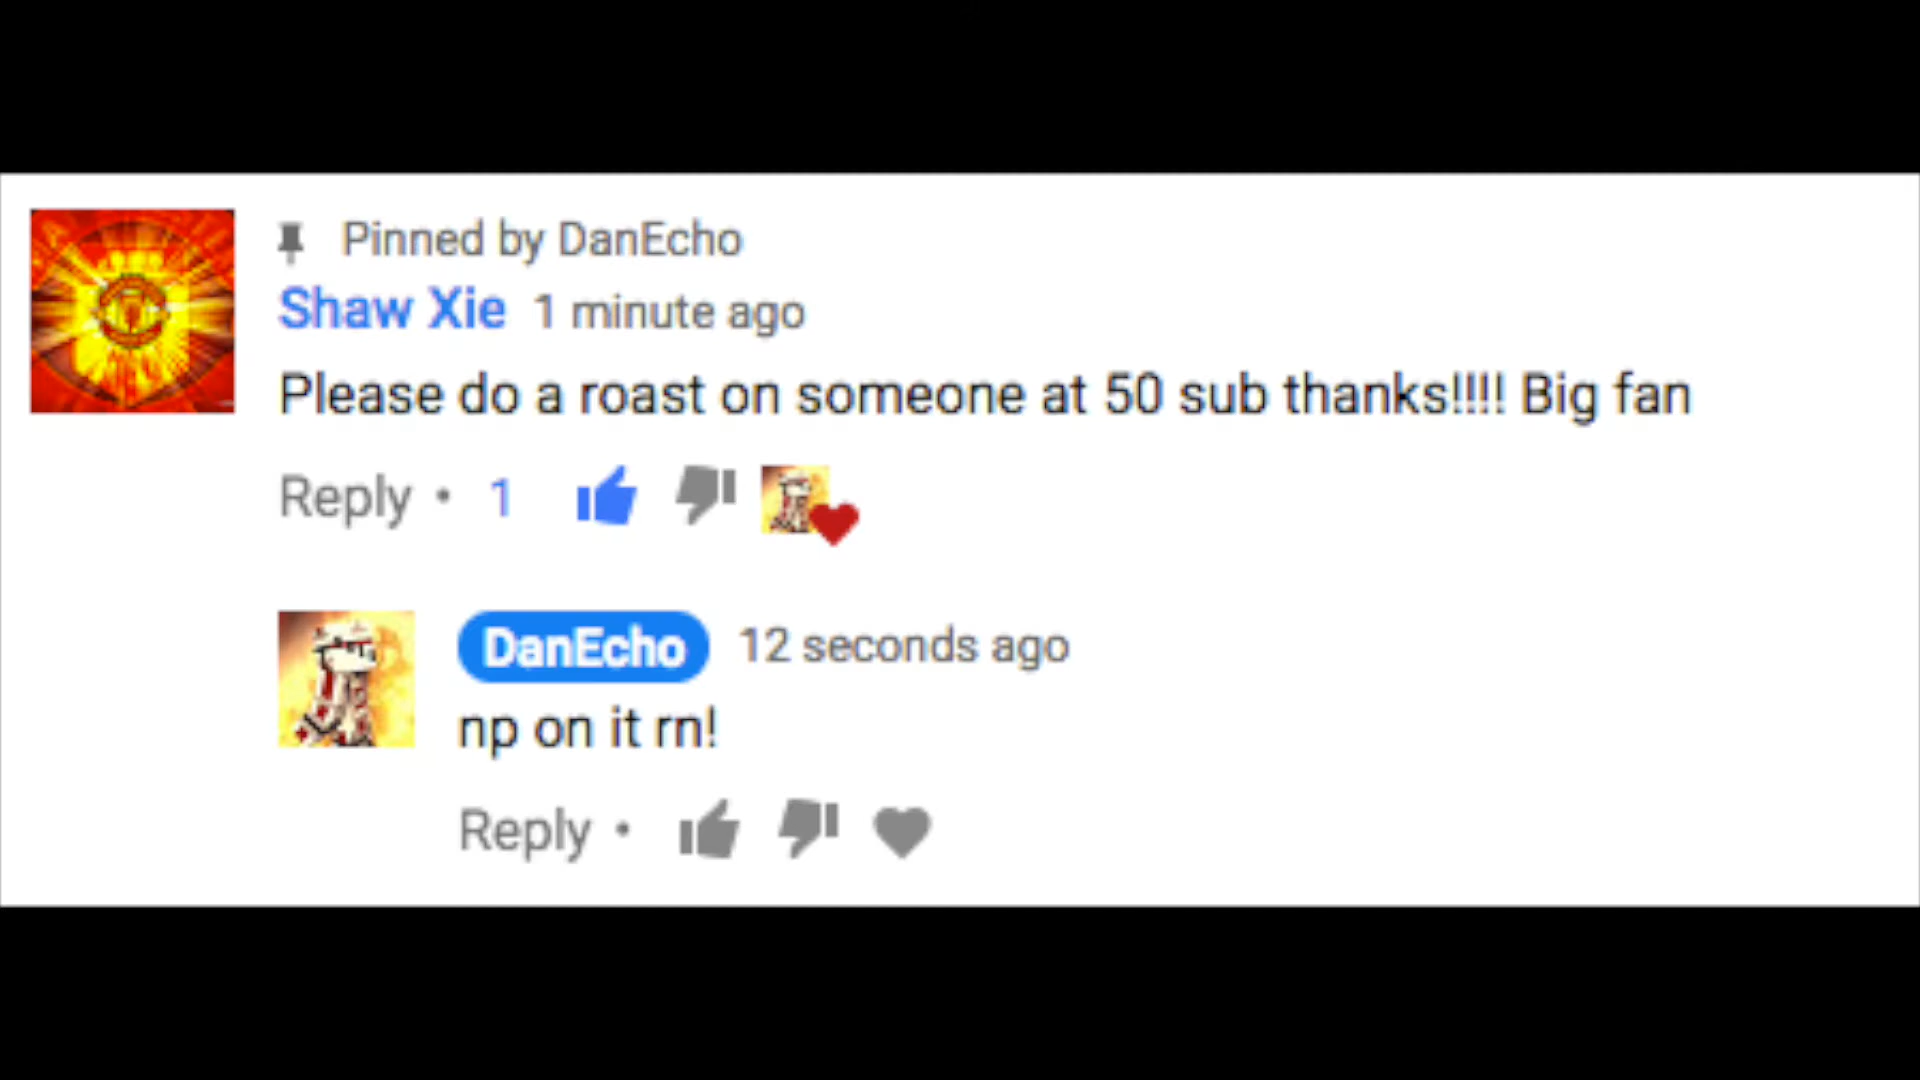 Pinned by DanEcho
Shaw Xie 1 minute ago
Please do a roast on someone at 50 sub thanks!!!! Big fan
Reply • 1
DanEcho 12 seconds ago
np on it rn!
Reply •